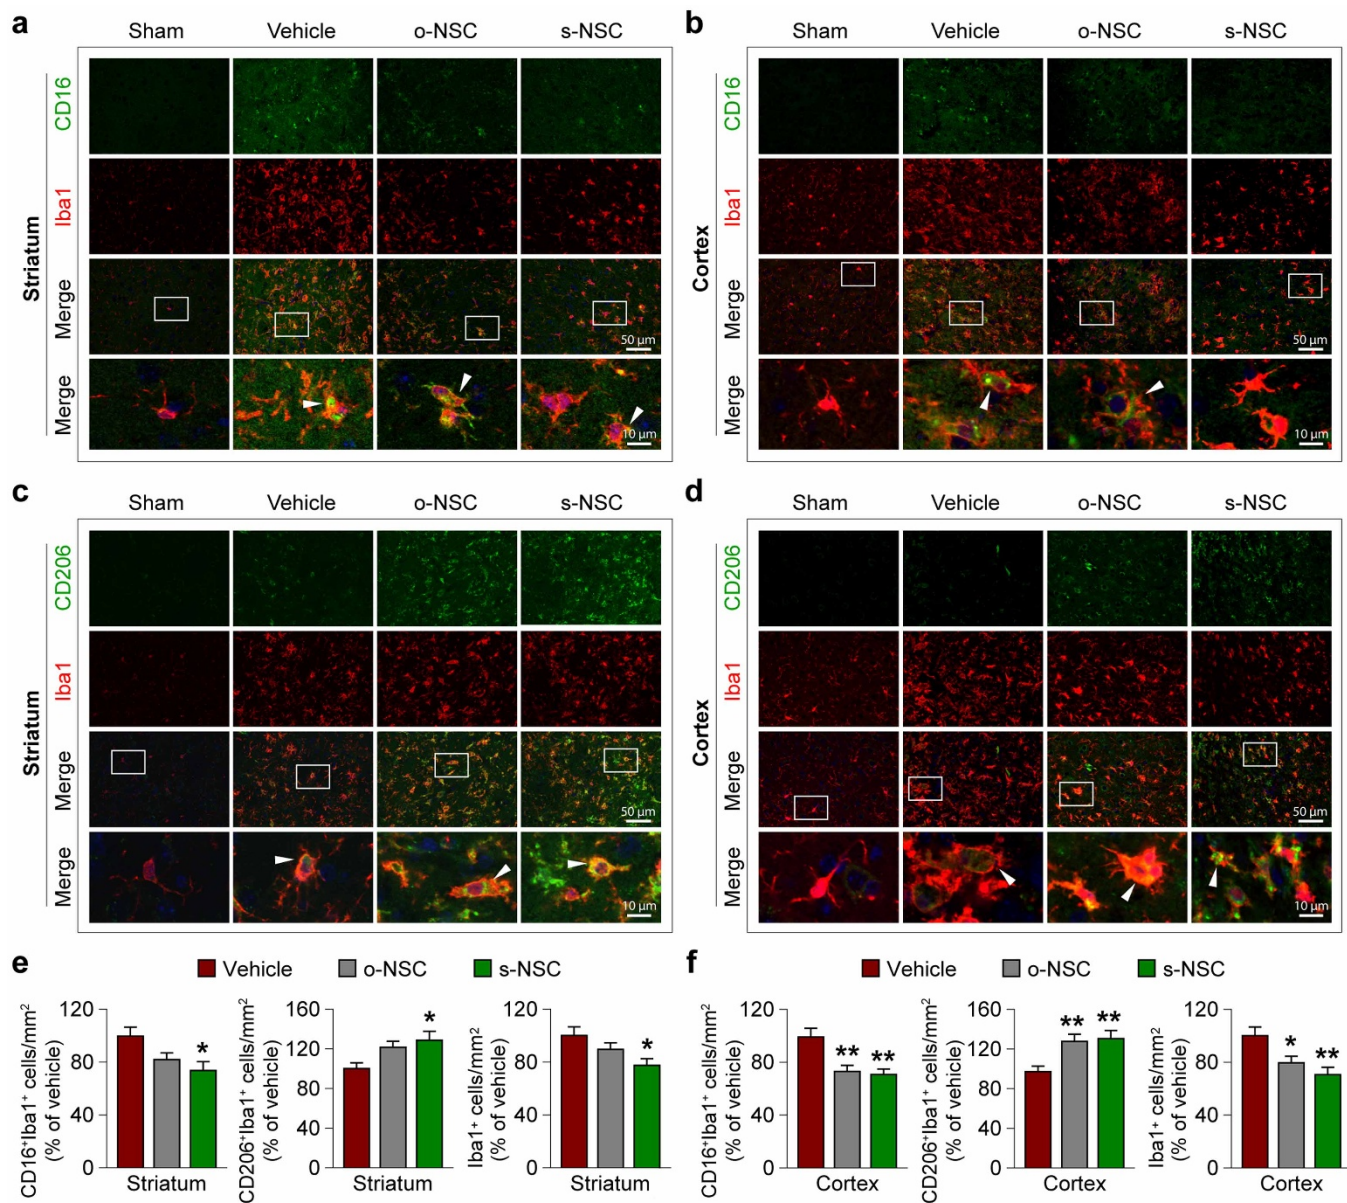 a
Sham Vehicle o-NSC s-NSC
Striatum
CD16
Iba1
Merge
50 µm
Merge
10 µm
b
Sham Vehicle o-NSC s-NSC
Cortex
CD16
Iba1
Merge
50 µm
Merge
10 µm
c
Sham Vehicle o-NSC s-NSC
Striatum
CD206
Iba1
Merge
50 µm
Merge
10 µm
d
Sham Vehicle o-NSC s-NSC
Cortex
CD206
Iba1
Merge
50 µm
Merge
10 µm
e
Vehicle o-NSC s-NSC
CD16⁺Iba1⁺ cells/mm²
(% of vehicle)
120
80
40
0
*
Striatum
CD206⁺Iba1⁺ cells/mm²
(% of vehicle)
160
120
80
40
0
*
Striatum
Iba1⁺ cells/mm²
(% of vehicle)
120
80
40
0
*
Striatum
f
Vehicle o-NSC s-NSC
CD16⁺Iba1⁺ cells/mm²
(% of vehicle)
120
80
40
0
** **
Cortex
CD206⁺Iba1⁺ cells/mm²
(% of vehicle)
160
120
80
40
0
** **
Cortex
Iba1⁺ cells/mm²
(% of vehicle)
120
80
40
0
* **
Cortex